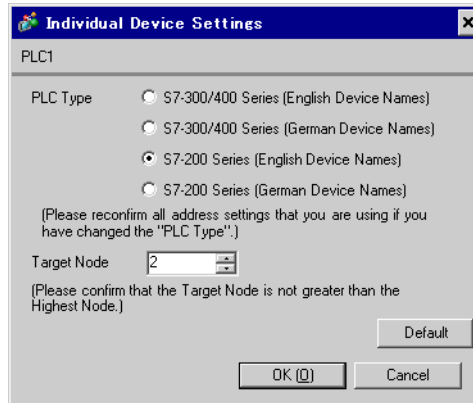 Individual Device Settings
PLC1
PLC Type
S7-300/400 Series (English Device Names)
S7-300/400 Series (German Device Names)
S7-200 Series (English Device Names)
S7-200 Series (German Device Names)
(Please reconfirm all address settings that you are using if you
have changed the "PLC Type".)
Target Node 2
(Please confirm that the Target Node is not greater than the
Highest Node.)
Default
OK (O) Cancel